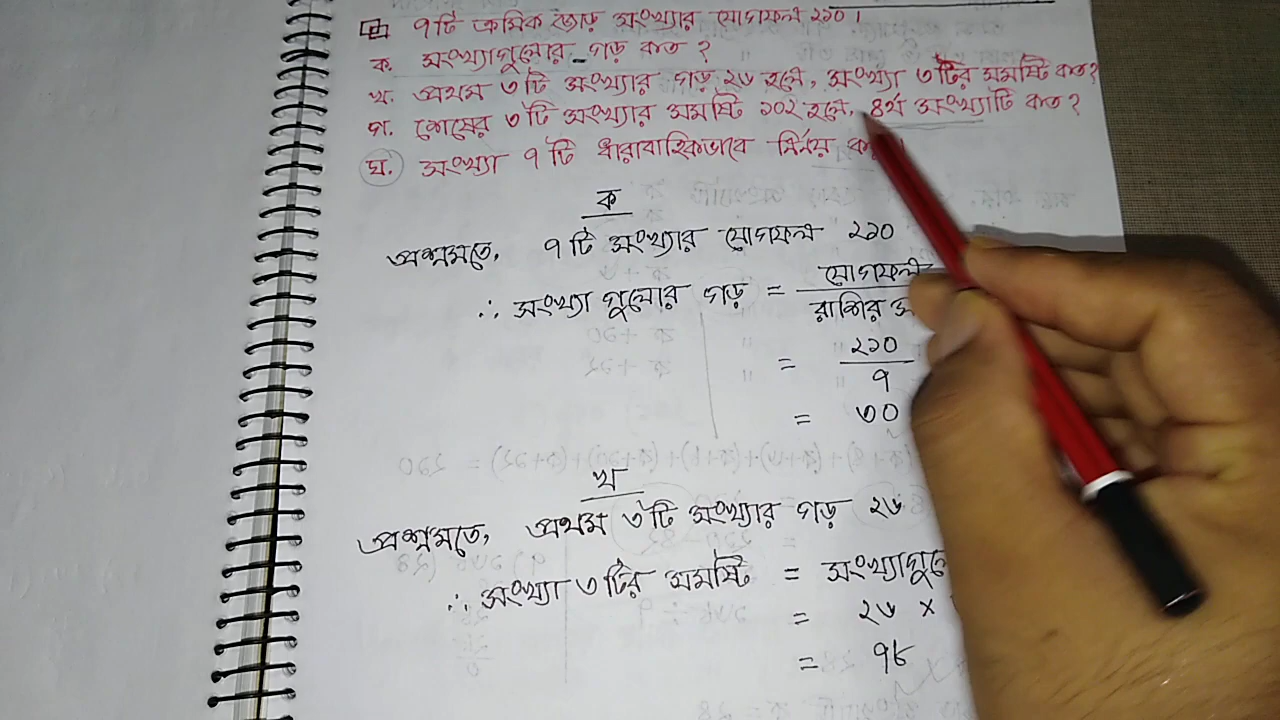 ৭টি ক্রমিক জোড় সংখ্যার যোগফল ২১০।
ক. সংখ্যাগুলোর গড় কত ?
খ. প্রথম ৩টি সংখ্যার গড় ২৬ হলে, সংখ্যা ৩টির সমষ্টি কত?
গ. শেষের ৩টি সংখ্যার সমষ্টি ১০২ হলে, ৪র্থ সংখ্যাটি কত ?
ঘ. সংখ্যা ৭টি ধারাবাহিকভাবে নির্নয় কর।
ক
প্রশ্নমতে, ৭টি সংখ্যার যোগফল ২১০
∴ সংখ্যাগুলোর গড় = যোগফল
রাশির
= ২১০
৭
= ৩০
খ
প্রশ্নমতে, প্রথম ৩টি সংখ্যার গড় ২৬
∴ সংখ্যা ৩টির সমষ্টি = সংখ্যাগুলো
= ২৬ ×
= ৭৮